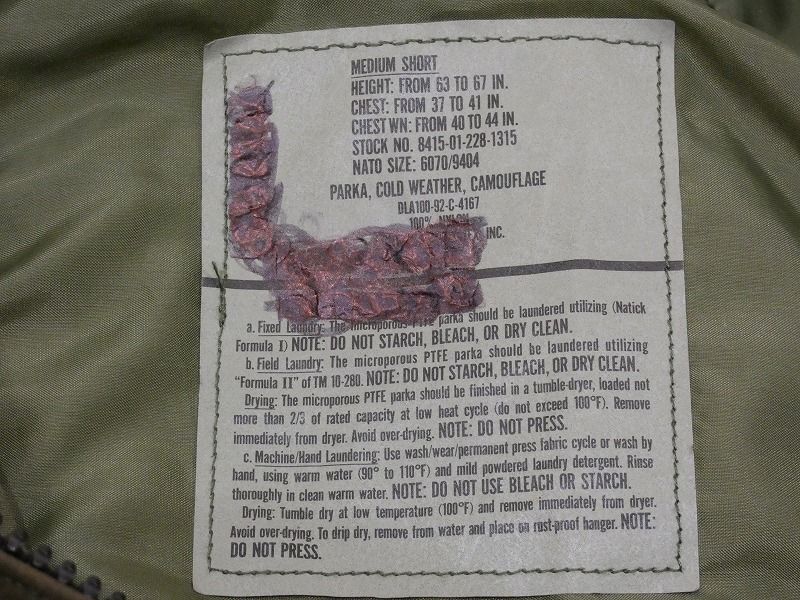 MEDIUM SHORT
HEIGHT: FROM 63 TO 67 IN.
CHEST: FROM 37 TO 41 IN.
CHEST WN: FROM 40 TO 44 IN.
STOCK NO. 8415-01-228-1315
NATO SIZE: 6070/9404
PARKA, COLD WEATHER, CAMOUFLAGE
DLA100-92-C-4167
100% NYLON
INC.
a. Fixed Laundry: The microporous PTFE parka should be laundered utilizing (Natick
Formula I) NOTE: DO NOT STARCH, BLEACH, OR DRY CLEAN.
b. Field Laundry: The microporous PTFE parka should be laundered utilizing
"Formula II" of TM 10-280. NOTE: DO NOT STARCH, BLEACH, OR DRY CLEAN.
Drying: The microporous PTFE parka should be finished in a tumble-dryer, loaded not
more than 2/3 of rated capacity at low heat cycle (do not exceed 100°F). Remove
immediately from dryer. Avoid over-drying. NOTE: DO NOT PRESS.
c. Machine/Hand Laundering: Use wash/wear/permanent press fabric cycle or wash by
hand, using warm water (90° to 110°F) and mild powdered laundry detergent. Rinse
thoroughly in clean warm water. NOTE: DO NOT USE BLEACH OR STARCH.
Drying: Tumble dry at low temperature (100°F) and remove immediately from dryer.
Avoid over-drying. To drip dry, remove from water and place on rust-proof hanger. NOTE:
DO NOT PRESS.